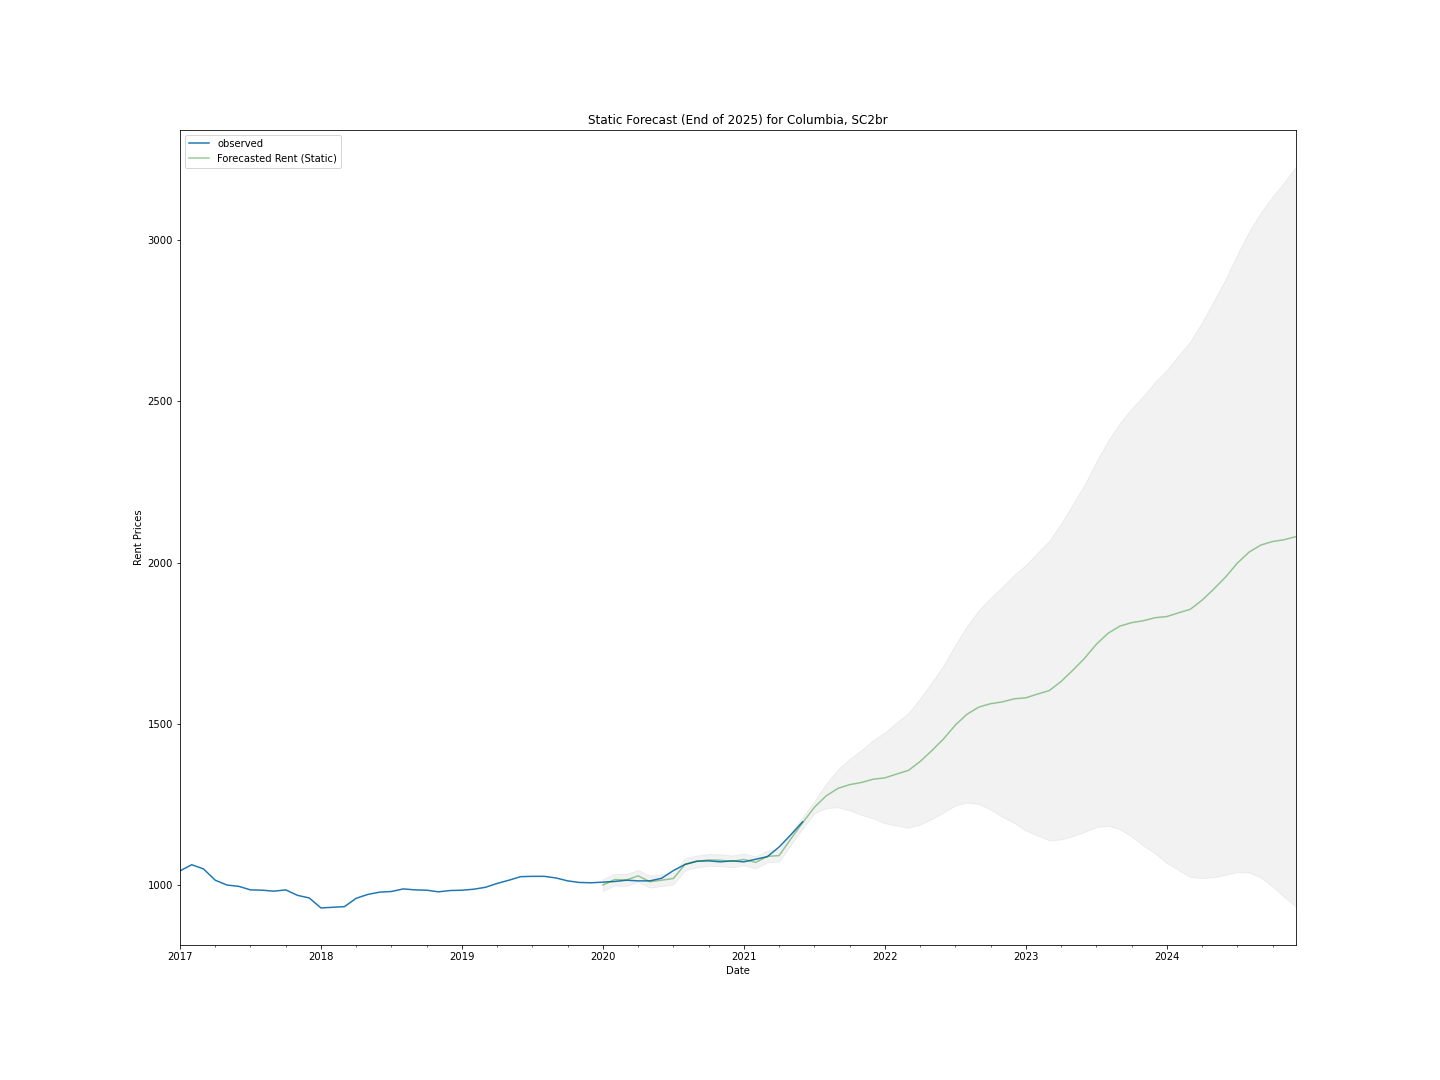 Static Forecast (End of 2025) for Columbia, SC2br
observed
Forecasted Rent (Static)
3000
2500
2000
1500
1000
Rent Prices
2017 2018 2019 2020 2021 2022 2023 2024
Date